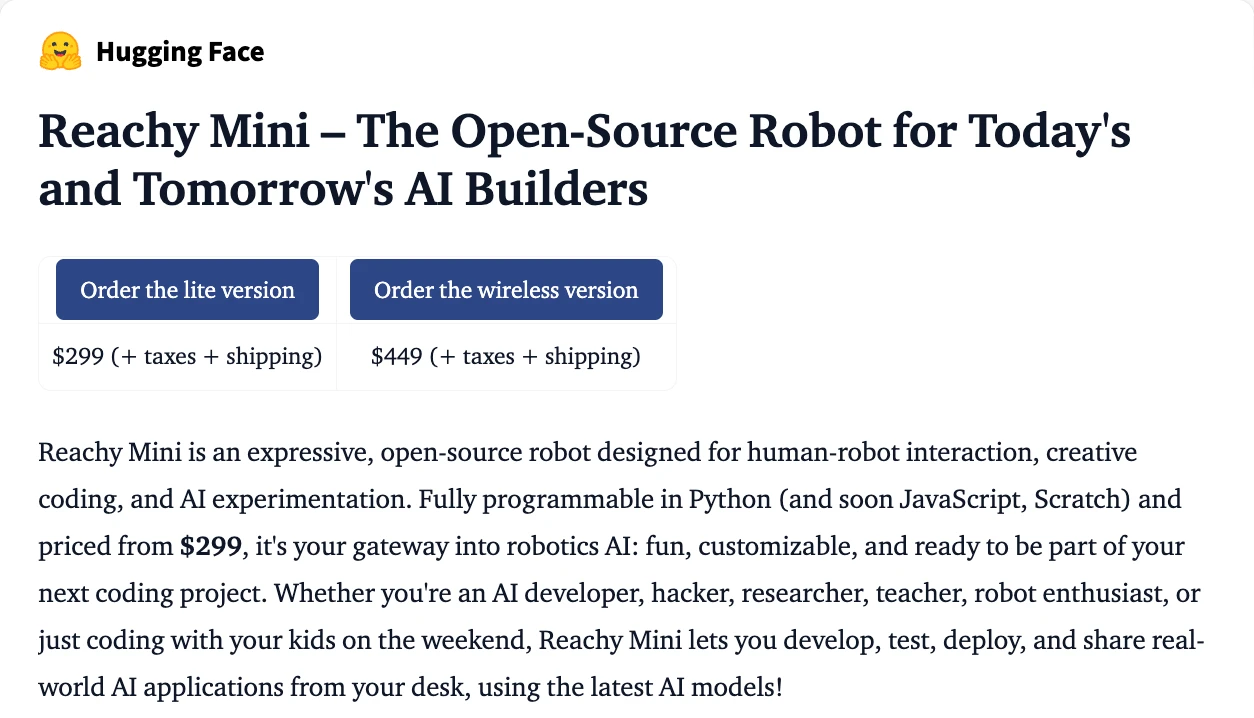 Hugging Face
Reachy Mini – The Open-Source Robot for Today's
and Tomorrow's AI Builders
Order the lite version
Order the wireless version
$299 (+ taxes + shipping)
$449 (+ taxes + shipping)
Reachy Mini is an expressive, open-source robot designed for human-robot interaction, creative
coding, and AI experimentation. Fully programmable in Python (and soon JavaScript, Scratch) and
priced from $299, it's your gateway into robotics AI: fun, customizable, and ready to be part of your
next coding project. Whether you're an AI developer, hacker, researcher, teacher, robot enthusiast, or
just coding with your kids on the weekend, Reachy Mini lets you develop, test, deploy, and share real-
world AI applications from your desk, using the latest AI models!